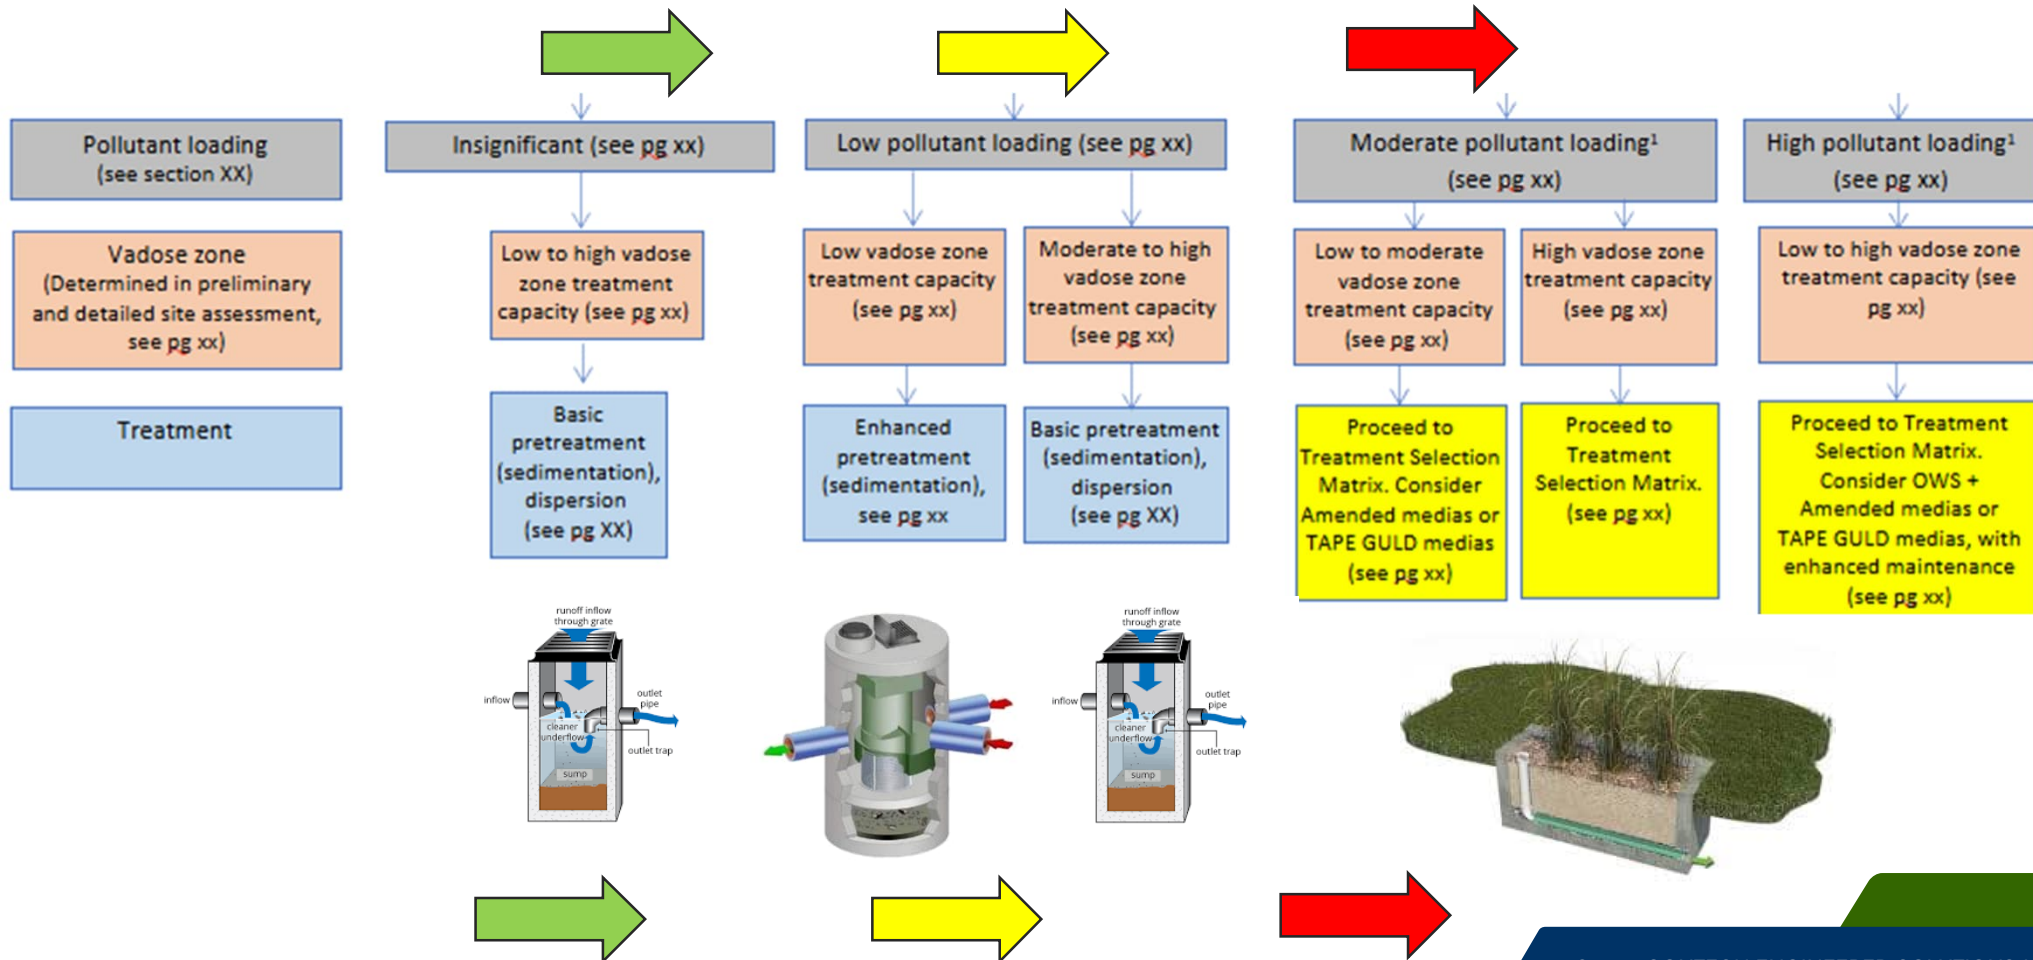 Pollutant loading
(see section XX)
Insignificant (see pg xx)
Low pollutant loading (see pg xx)
Moderate pollutant loading¹
(see pg xx)
High pollutant loading¹
(see pg xx)
Vadose zone
(Determined in preliminary
and detailed site assessment,
see pg xx)
Low to high vadose
zone treatment
capacity (see pg xx)
Low vadose zone
treatment capacity
(see pg xx)
Moderate to high
vadose zone
treatment capacity
(see pg xx)
Low to moderate
vadose zone
treatment capacity
(see pg xx)
High vadose zone
treatment capacity
(see pg xx)
Low to high vadose zone
treatment capacity (see
pg xx)
Treatment
Basic
pretreatment
(sedimentation),
dispersion
(see pg XX)
Enhanced
pretreatment
(sedimentation),
see pg xx
Basic pretreatment
(sedimentation),
dispersion
(see pg XX)
Proceed to
Treatment Selection
Matrix. Consider
Amended medias or
TAPE GULD medias
(see pg xx)
Proceed to
Treatment
Selection Matrix.
(see pg xx)
Proceed to Treatment
Selection Matrix.
Consider OWS +
Amended medias or
TAPE GULD medias, with
enhanced maintenance
(see pg xx)
runoff inflow
through grate
inflow
outlet
pipe
cleaner
underflow
outlet trap
sump
runoff inflow
through grate
inflow
outlet
pipe
cleaner
underflow
outlet trap
sump